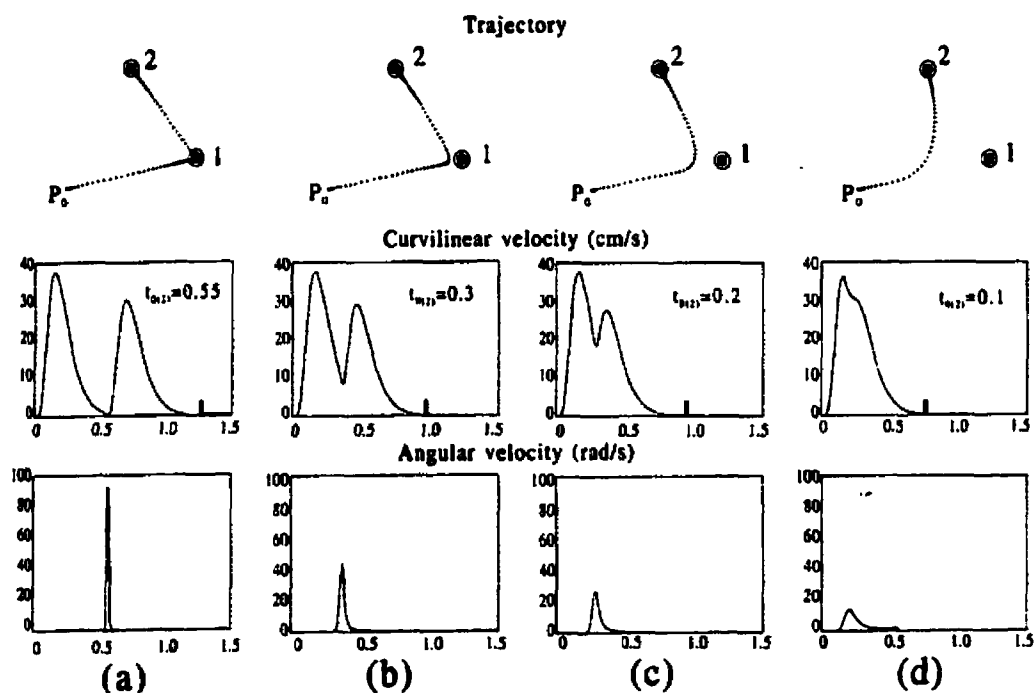 Trajectory
2 2 2 2
1 1 1 1
P₀ P₀ P₀ P₀
Curvilinear velocity (cm/s)
40 40 40 40
t₀₍₂₎=0.55 t₀₍₂₎=0.3 t₀₍₂₎=0.2 t₀₍₂₎=0.1
30 30 30 30
20 20 20 20
10 10 10 10
0 0 0 0
0 0.5 1.0 1.5 0 0.5 1.0 1.5 0 0.5 1.0 1.5 0 0.5 1.0 1.5
Angular velocity (rad/s)
100 100 100 100
80 80 80 80
60 60 60 60
40 40 40 40
20 20 20 20
0 0 0 0
0 0.5 1.0 1.5 0 0.5 1.0 1.5 0 0.5 1.0 1.5 0 0.5 1.0 1.5
(a) (b) (c) (d)